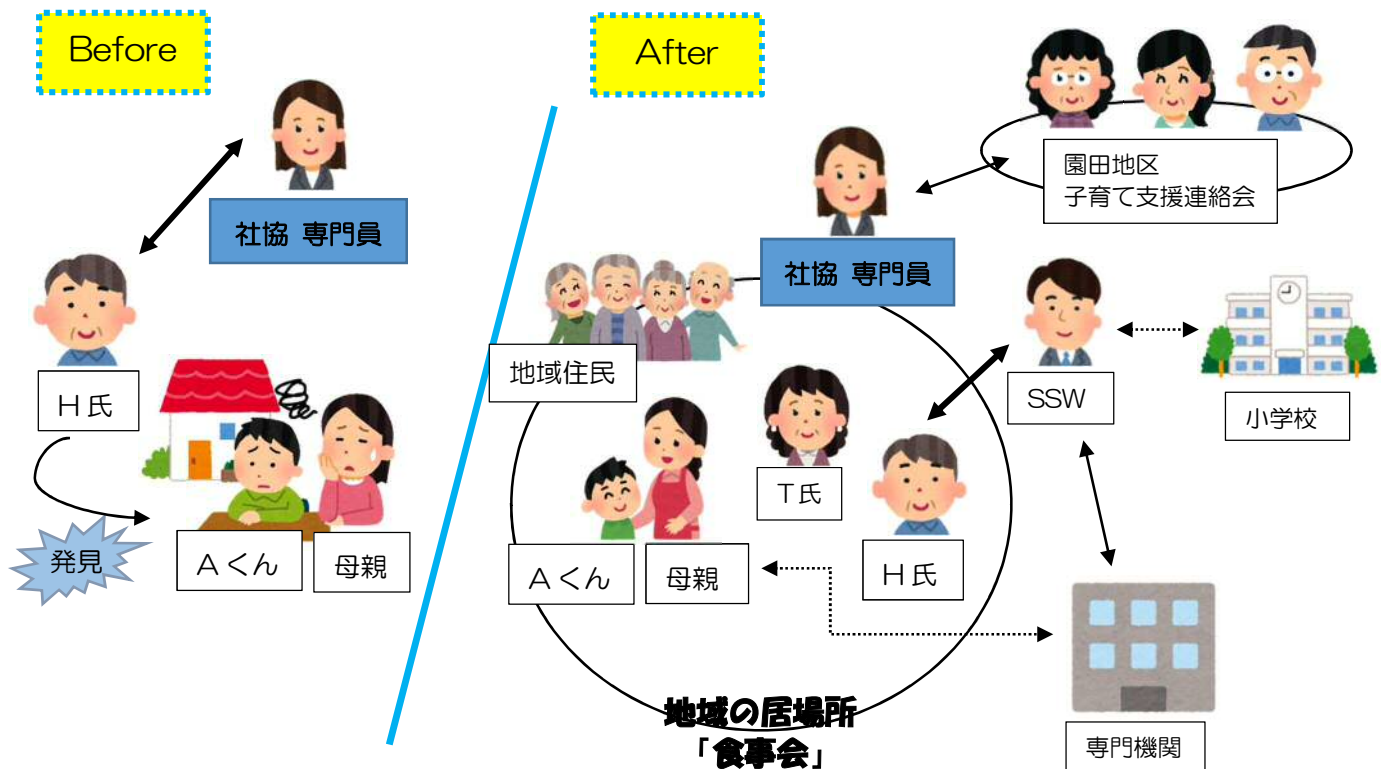 Before
社協 専門員
H氏
発見
Aくん
母親
After
園田地区
子育て支援連絡会
社協 専門員
地域住民
SSW
小学校
T氏
Aくん
母親
H氏
専門機関
地域の居場所
「食事会」